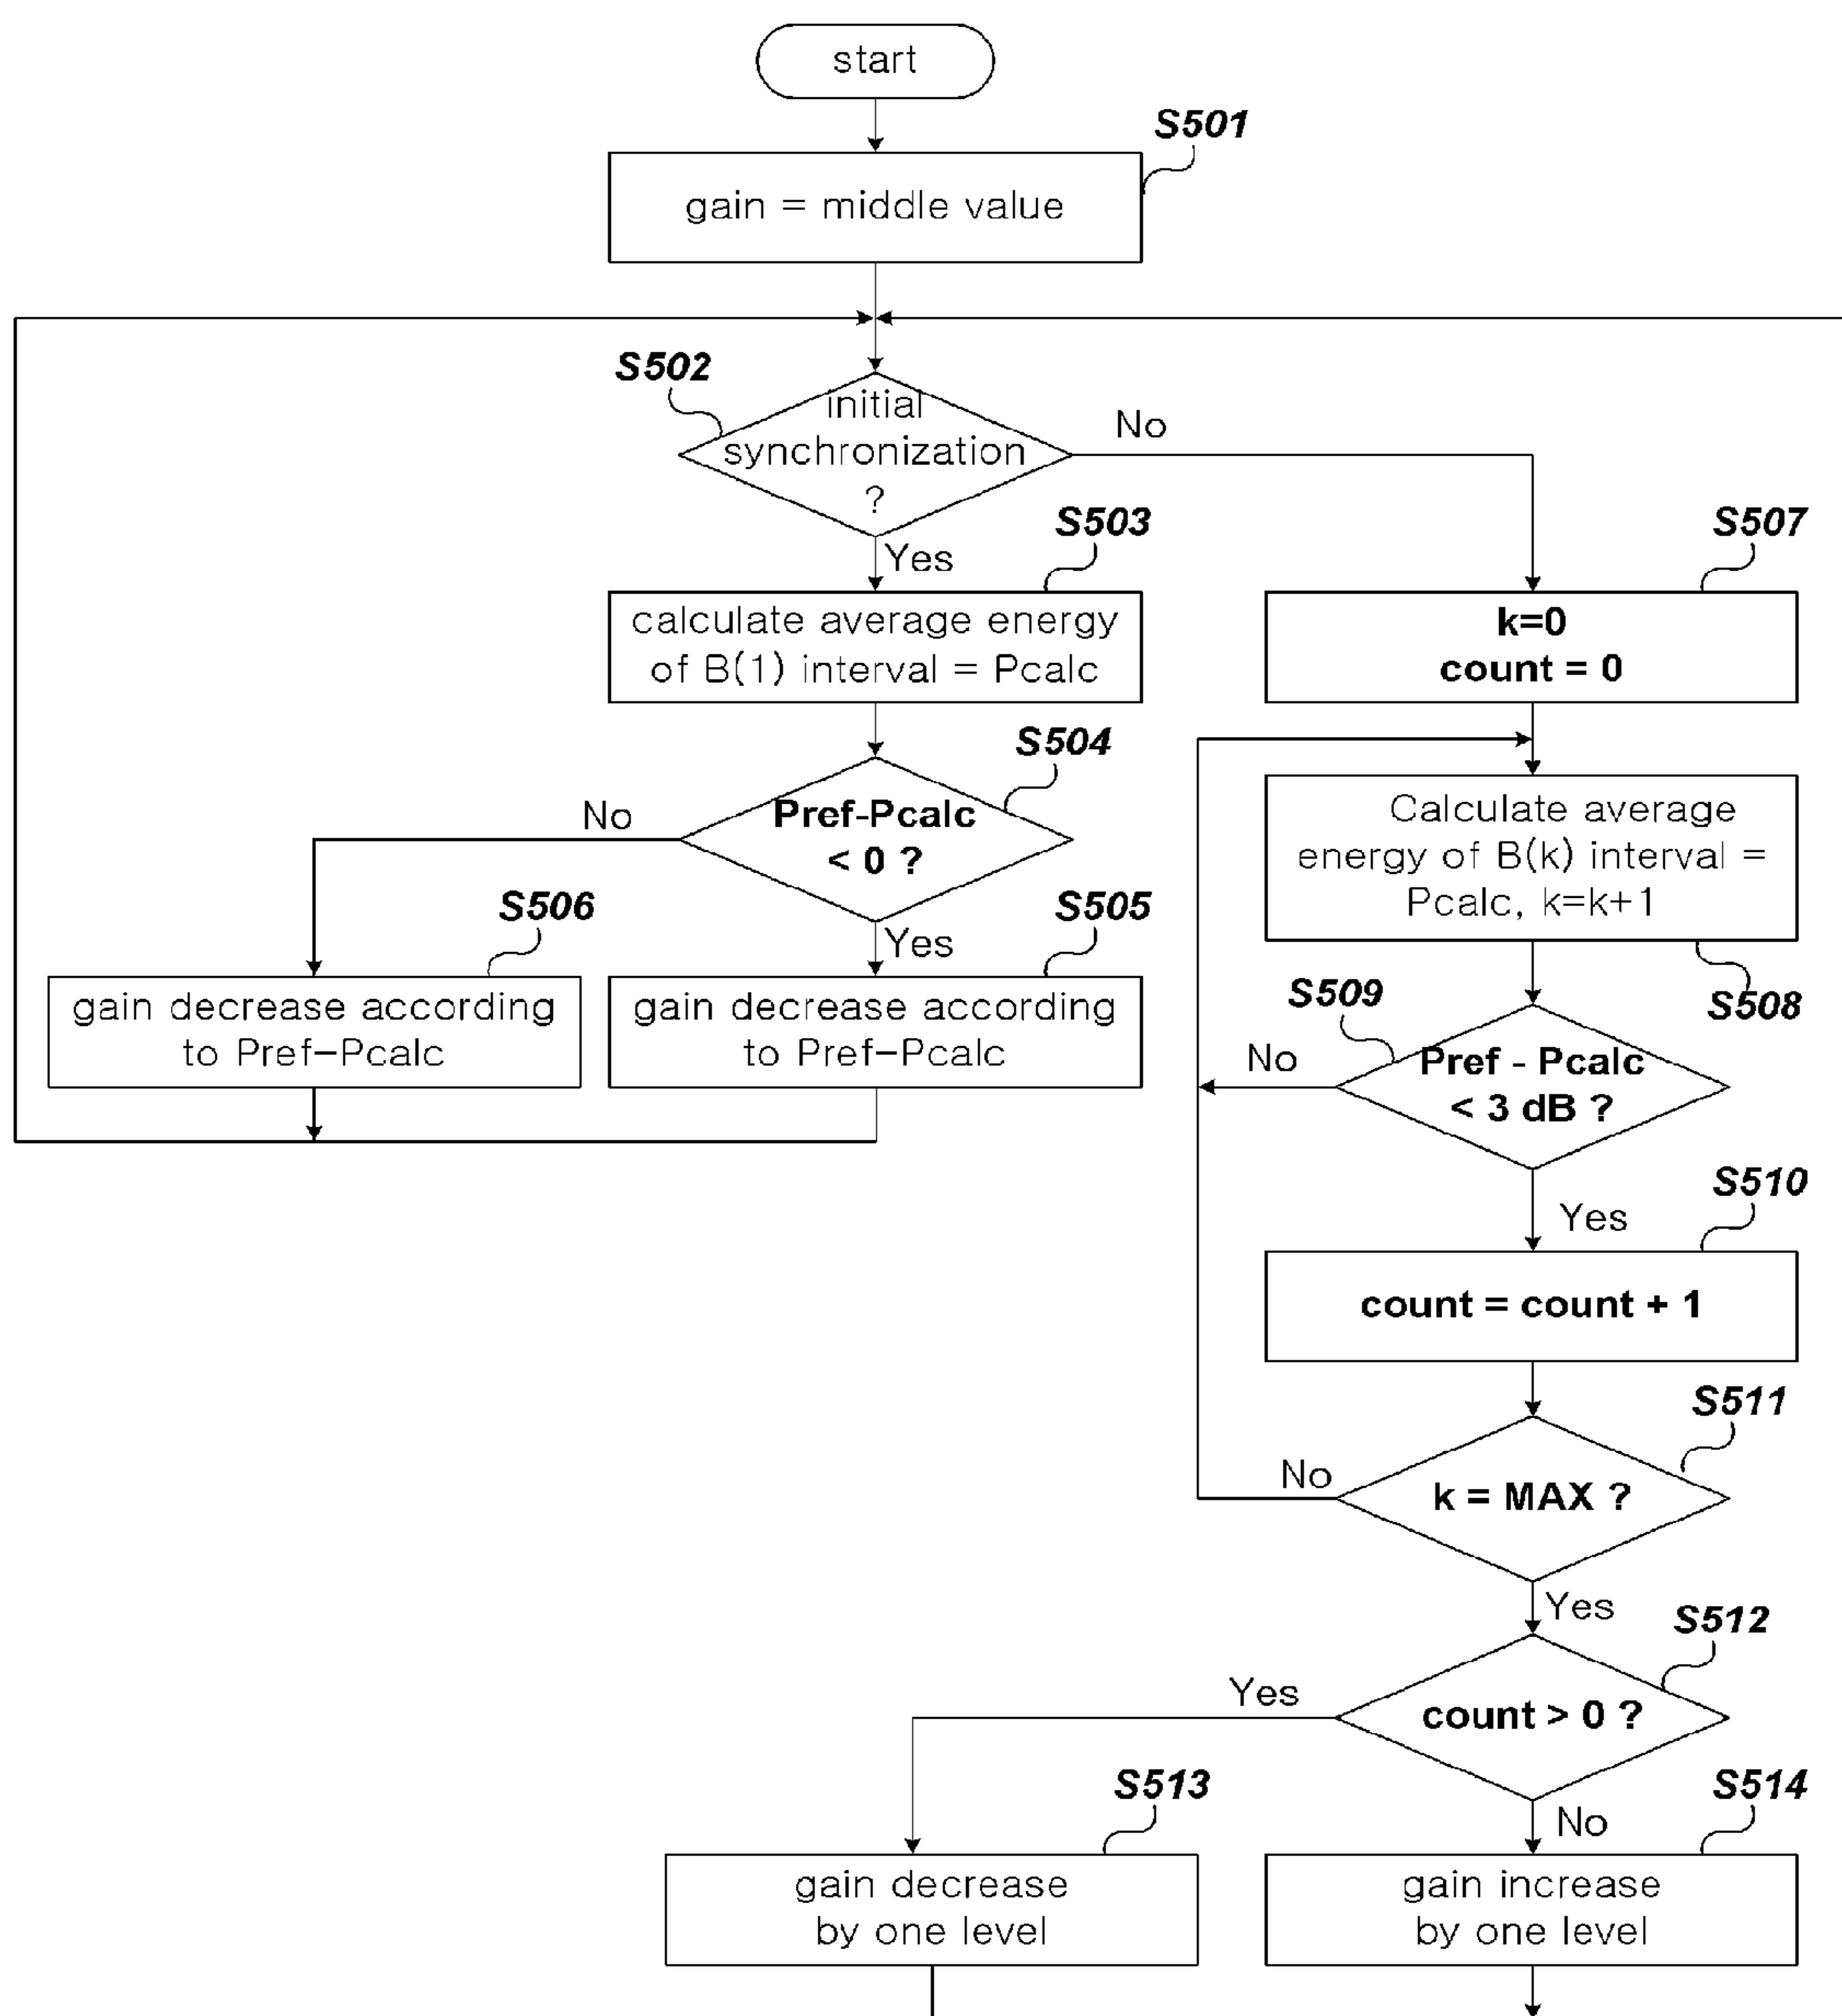 start
S501
gain = middle value
S502
initial
synchronization
?
No
Yes
S503
calculate average energy
of B(1) interval = Pcalc
S507
k=0
count = 0
S504
Pref-Pcalc
< 0 ?
No
Yes
S506
gain decrease according
to Pref-Pcalc
S505
gain decrease according
to Pref-Pcalc
Calculate average
energy of B(k) interval =
Pcalc, k=k+1
S508
S509
Pref - Pcalc
< 3 dB ?
No
Yes
S510
count = count + 1
S511
k = MAX ?
No
Yes
S512
count > 0 ?
Yes
No
S513
gain decrease
by one level
S514
gain increase
by one level